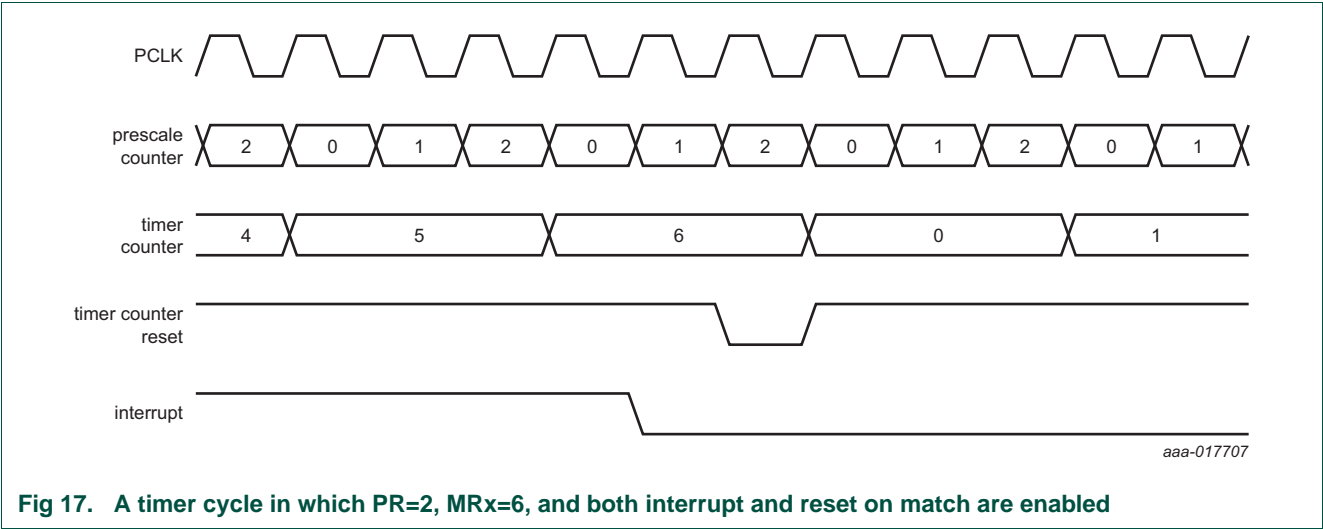 PCLK
prescale
counter
2 0 1 2 0 1 2 0 1 2 0 1
timer
counter
4 5 6 0 1
timer counter
reset
interrupt
aaa-017707
Fig 17. A timer cycle in which PR=2, MRx=6, and both interrupt and reset on match are enabled